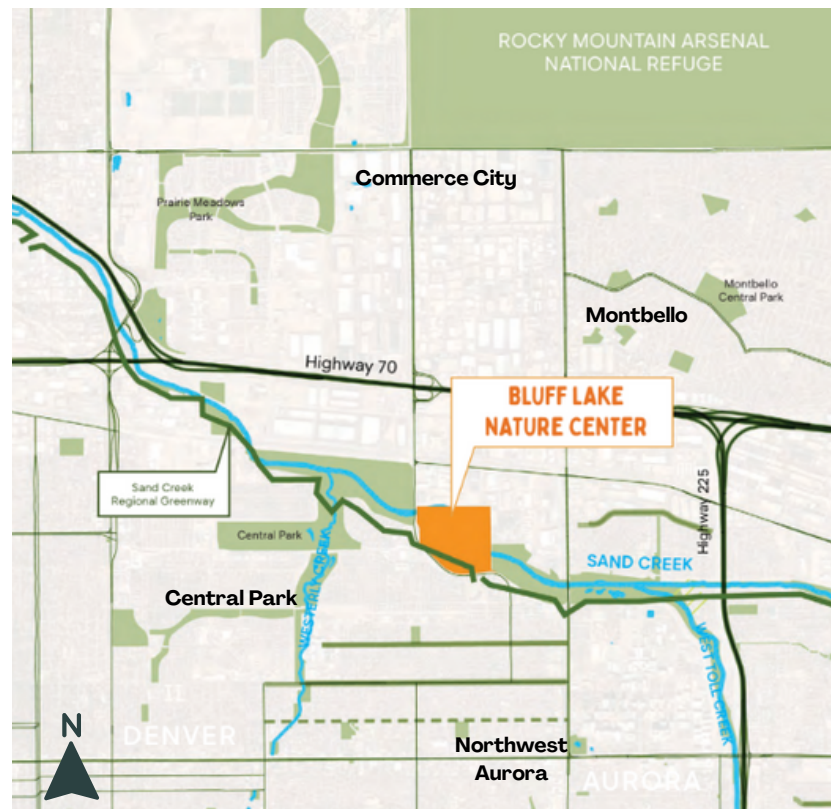 ROCKY MOUNTAIN ARSENAL
NATIONAL REFUGE
Commerce City
Prairie Meadows
Park
Montbello
Central Park
Montbello
Highway 70
BLUFF LAKE
NATURE CENTER
Sand Creek
Regional Greenway
Highway 225
Central Park
SAND CREEK
Central Park
WESTERLY CREEK
WEST TOLL CREEK
N
DENVER
Northwest
Aurora
AURORA